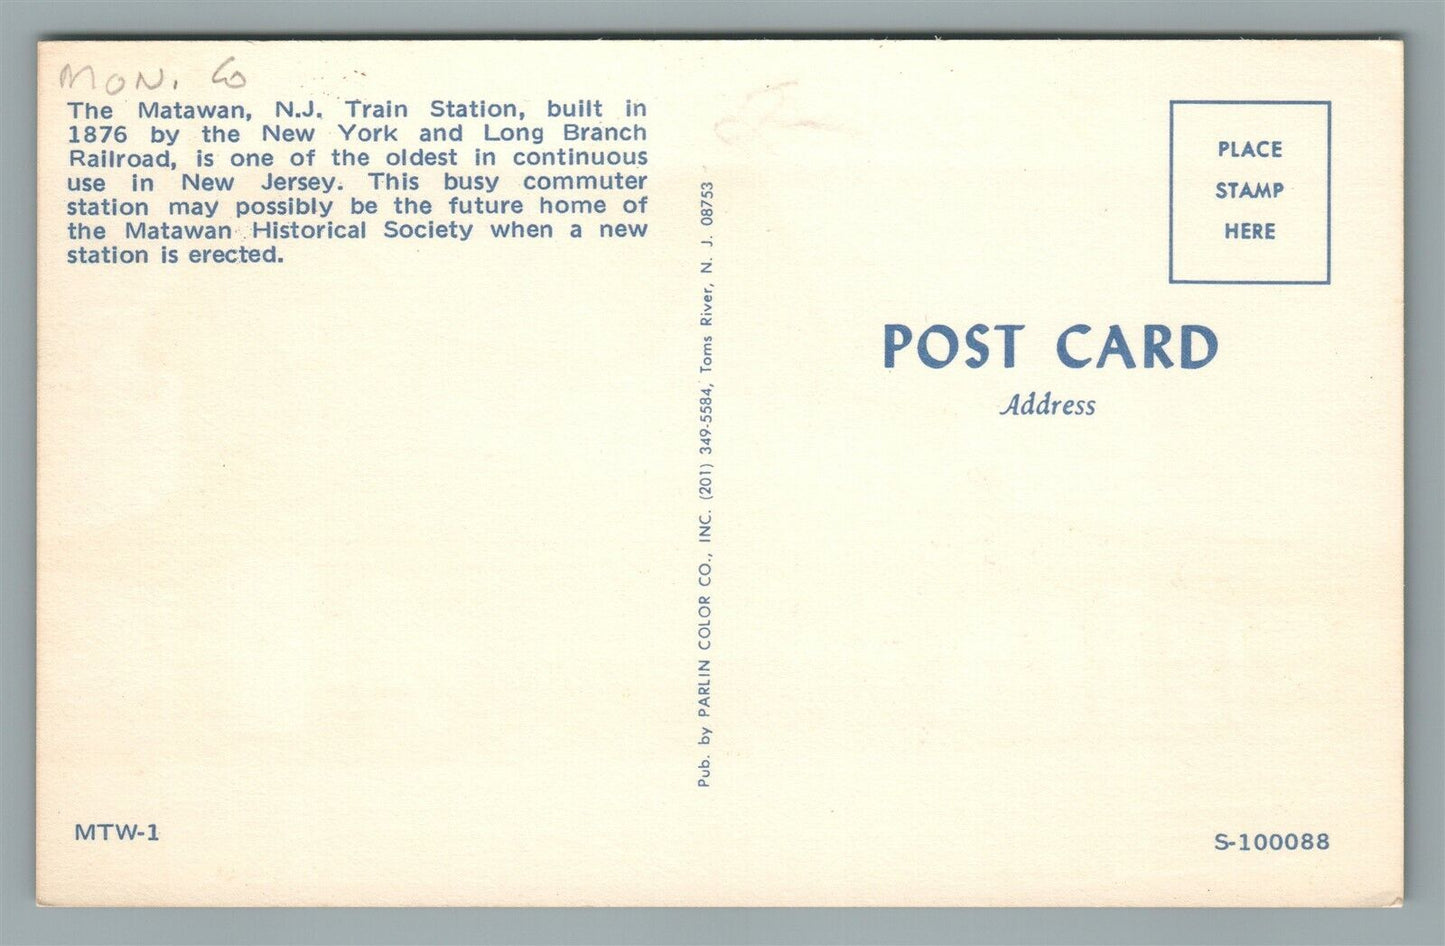 MON. Co
The Matawan, N.J. Train Station, built in
1876 by the New York and Long Branch
Railroad, is one of the oldest in continuous
use in New Jersey. This busy commuter
station may possibly be the future home of
the Matawan Historical Society when a new
station is erected.
MTW-1
Pub. by PARLIN COLOR CO., INC. (201) 349-5584, Toms River, N. J. 08753
PLACE
STAMP
HERE
POST CARD
Address
S-100088